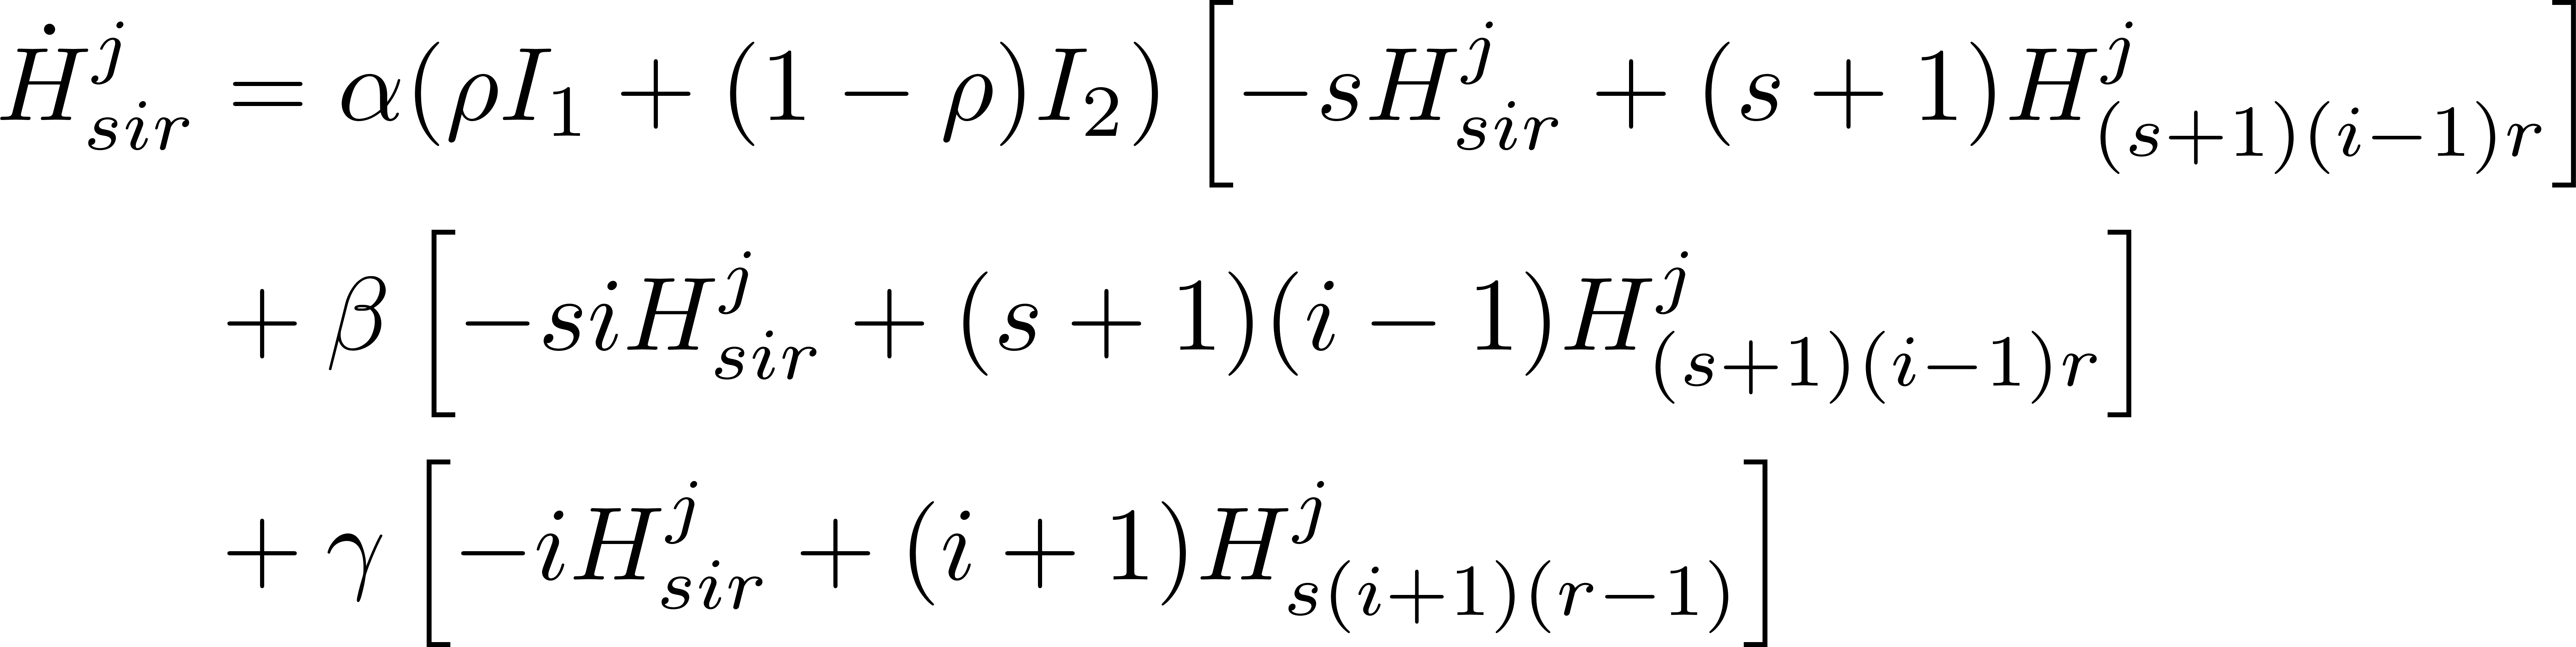 \dot{H}^{j}_{sir} = \alpha(\rho I_1 + (1 - \rho) I_2) \left[ -sH^{j}_{sir} + (s + 1)H^{j}_{(s+1)(i-1)r} \right]
+ \beta \left[ -siH^{j}_{sir} + (s + 1)(i - 1)H^{j}_{(s+1)(i-1)r} \right]
+ \gamma \left[ -iH^{j}_{sir} + (i + 1)H^{j}_{s(i+1)(r-1)} \right]